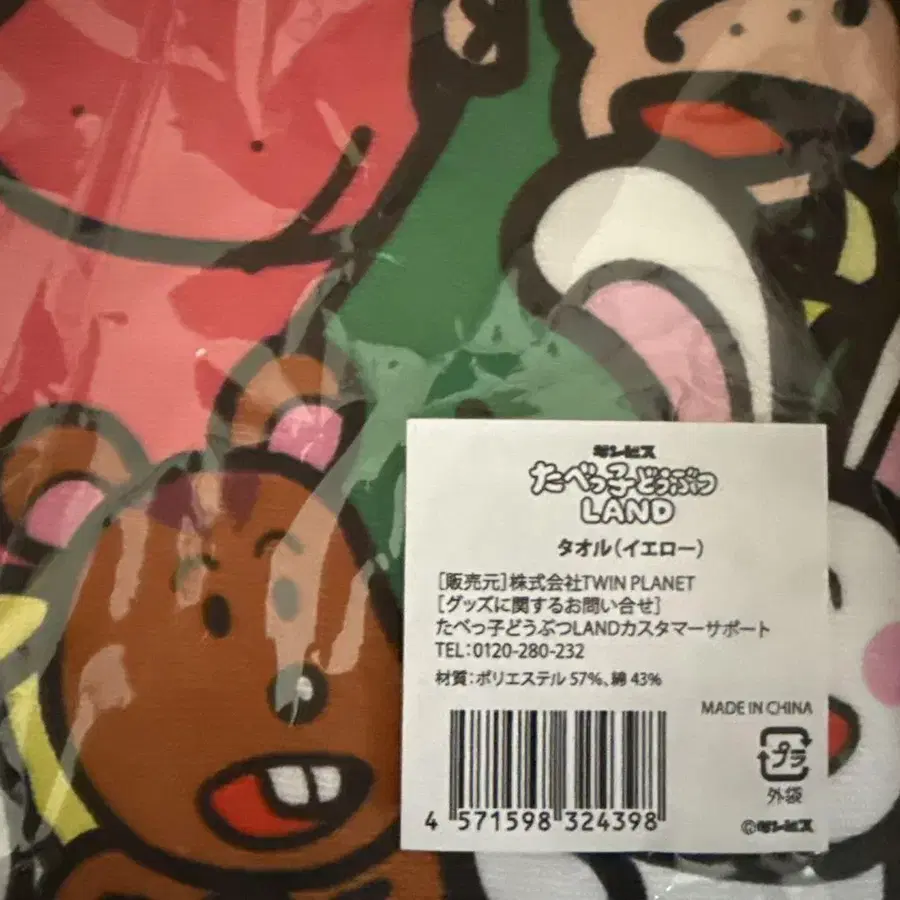 ギンビス
たべっ子どうぶつ
LAND
タオル(イエロー)
[販売元]株式会社TWIN PLANET
[グッズに関するお問い合せ]
たべっ子どうぶつLANDカスタマーサポート
TEL:0120-280-232
材質:ポリエステル 57%、綿 43%
MADE IN CHINA
プラ
外袋
4 571598 324398
©ギンビス